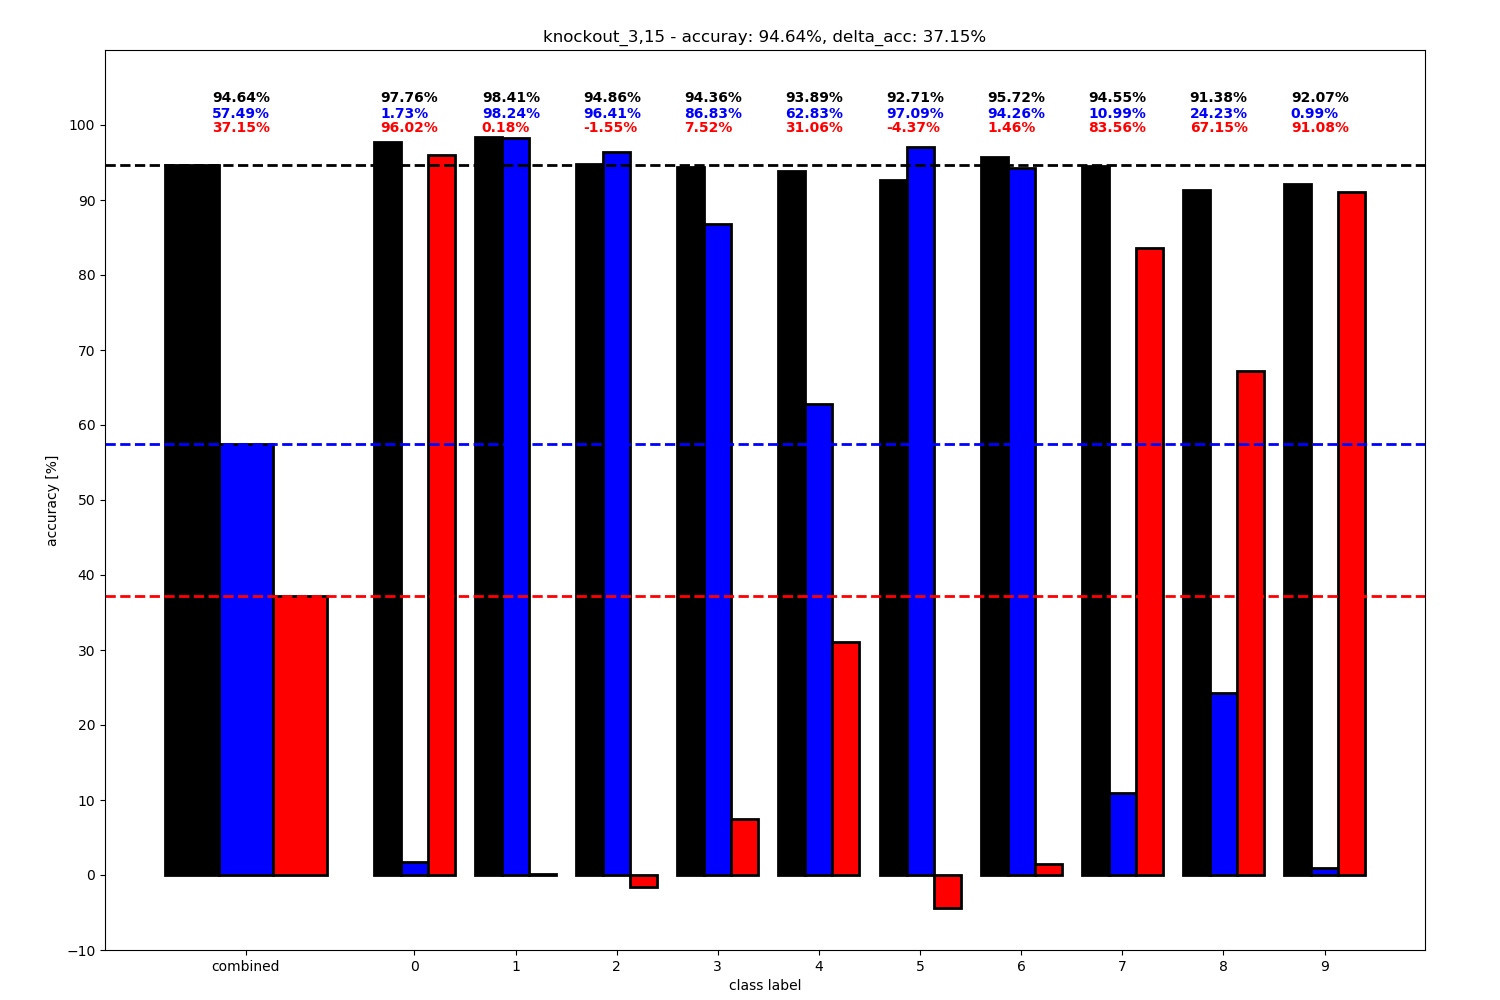 knockout_3,15 - accuray: 94.64%, delta_acc: 37.15%
94.64% 97.76% 98.41% 94.86% 94.36% 93.89% 92.71% 95.72% 94.55% 91.38% 92.07%
57.49% 1.73% 98.24% 96.41% 86.83% 62.83% 97.09% 94.26% 10.99% 24.23% 0.99%
37.15% 96.02% 0.18% -1.55% 7.52% 31.06% -4.37% 1.46% 83.56% 67.15% 91.08%
100
90
80
70
60
50
40
30
20
10
0
−10
accuracy [%]
combined 0 1 2 3 4 5 6 7 8 9
class label